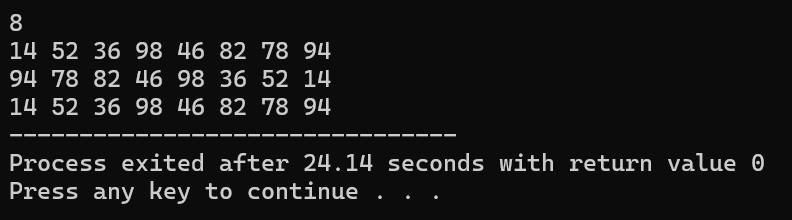 8
14 52 36 98 46 82 78 94
94 78 82 46 98 36 52 14
14 52 36 98 46 82 78 94
--------------------------------
Process exited after 24.14 seconds with return value 0
Press any key to continue . . .